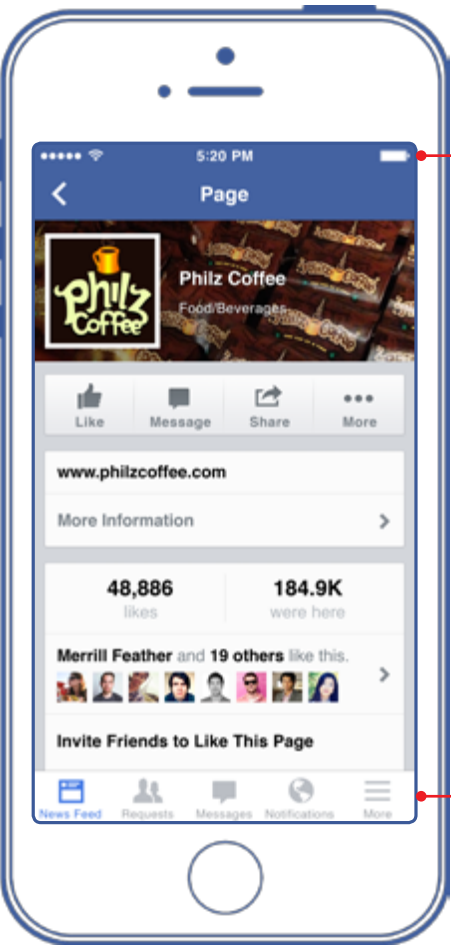 5:20 PM
Page
Philz
Coffee
Philz Coffee
Food/Beverages
Like Message Share More
www.philzcoffee.com
More Information
48,886 184.9K
likes were here
Merrill Feather and 19 others like this.
Invite Friends to Like This Page
News Feed Requests Messages Notifications More